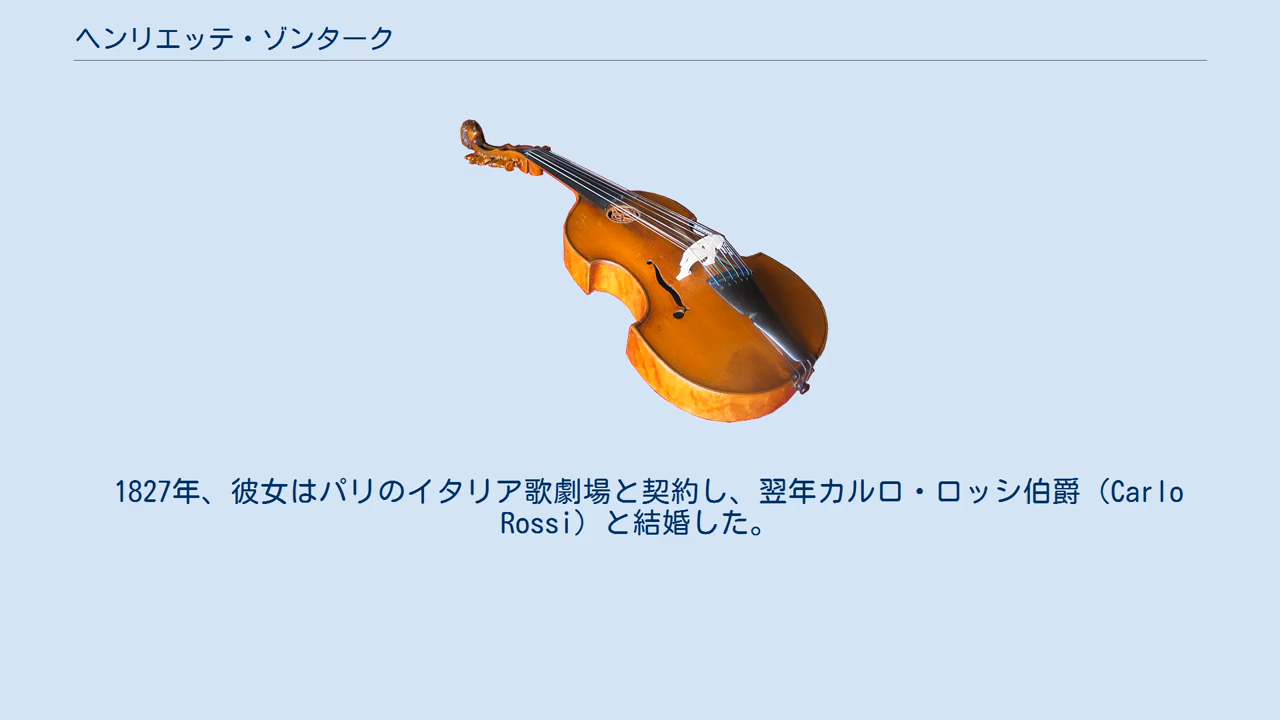 ヘンリエッテ・ゾンターク
1827年、彼女はパリのイタリア歌劇場と契約し、翌年カルロ・ロッシ伯爵（Carlo
Rossi）と結婚した。